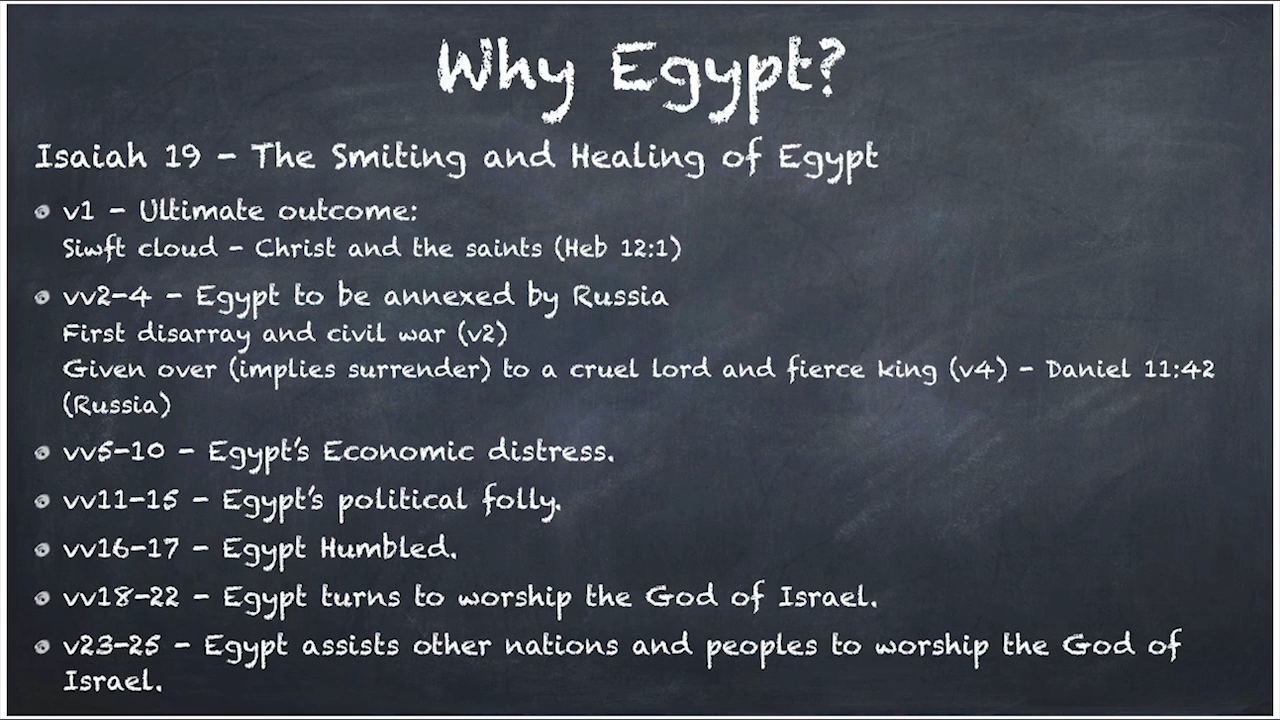 Why Egypt?
Isaiah 19 - The Smiting and Healing of Egypt
v1 - Ultimate outcome:
Siwft cloud - Christ and the saints (Heb 12:1)
vv2-4 - Egypt to be annexed by Russia
First disarray and civil war (v2)
Given over (implies surrender) to a cruel lord and fierce king (v4) - Daniel 11:42
(Russia)
vv5-10 - Egypt's Economic distress.
vv11-15 - Egypt's political folly.
vv16-17 - Egypt Humbled.
vv18-22 - Egypt turns to worship the God of Israel.
v23-25 - Egypt assists other nations and peoples to worship the God of
Israel.